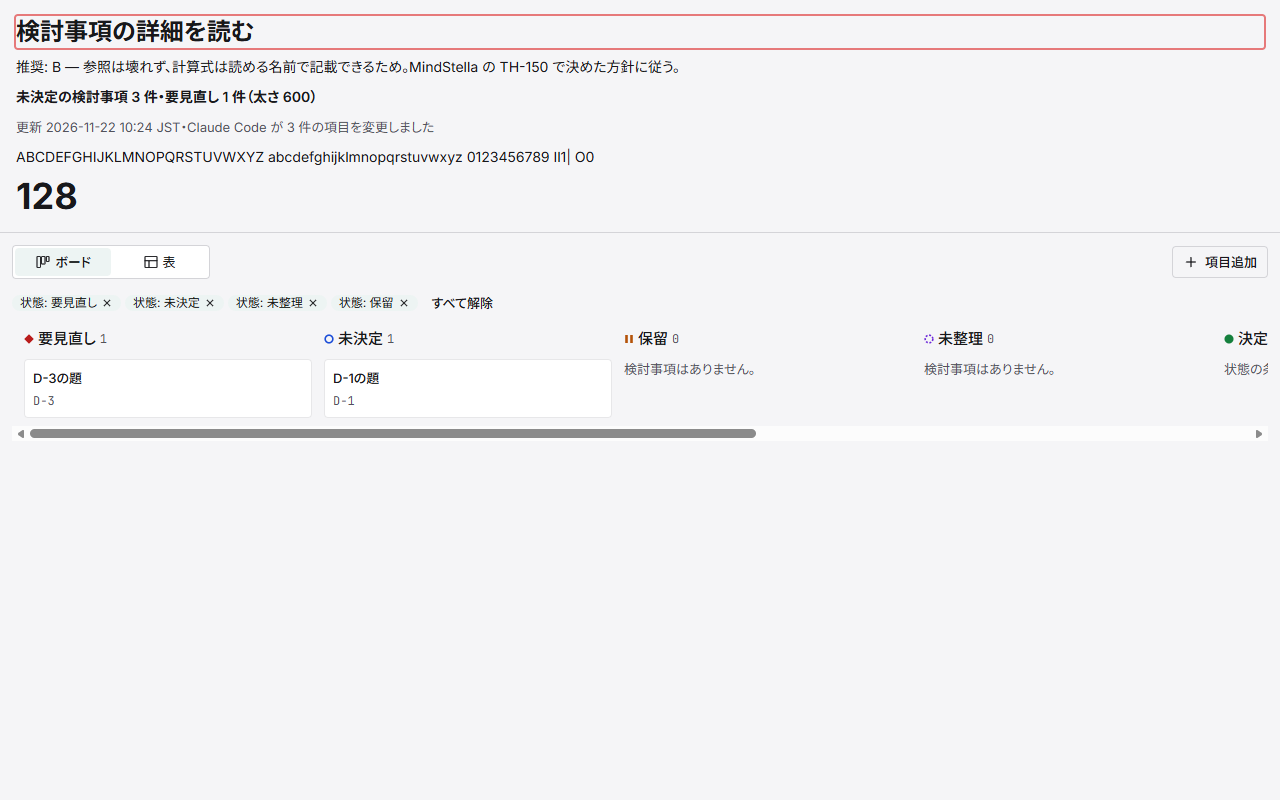 検討事項の詳細を読む
推奨: B — 参照は壊れず、計算式は読める名前で記載できるため。MindStella の TH-150 で決めた方針に従う。
未決定の検討事項 3 件・要見直し 1 件（太さ 600）
更新 2026-11-22 10:24 JST・Claude Code が 3 件の項目を変更しました
ABCDEFGHIJKLMNOPQRSTUVWXYZ abcdefghijklmnopqrstuvwxyz 0123456789 Il1| O0
128
ボード 表 項目追加
状態: 要見直し × 状態: 未決定 × 状態: 未整理 × 状態: 保留 × すべて解除
要見直し 1 未決定 1 保留 0 未整理 0 決定
D-3の題 D-1の題 検討事項はありません。 検討事項はありません。 状態の
D-3 D-1